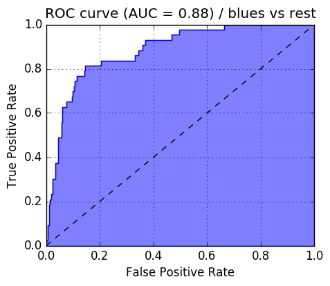 ROC curve (AUC = 0.88) / blues vs rest
1.0
0.8
0.6
0.4
0.2
0.0
True Positive Rate
0.0 0.2 0.4 0.6 0.8 1.0
False Positive Rate